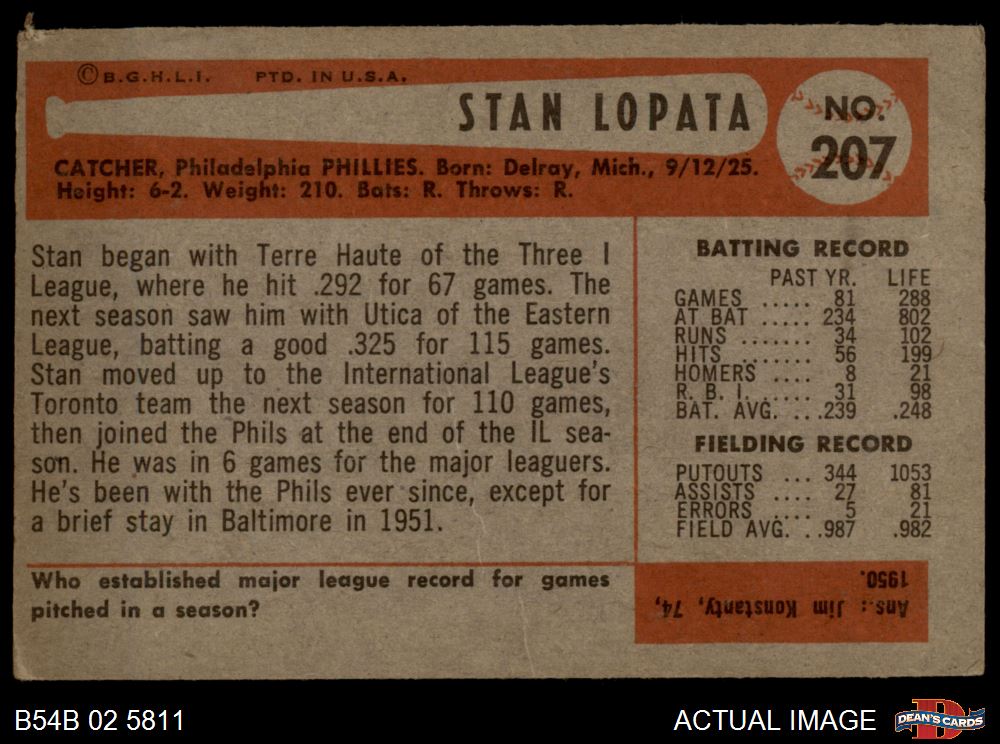 © B.G.H.L.I. PTD. IN U.S.A.
STAN LOPATA
NO.
207
CATCHER, Philadelphia PHILLIES. Born: Delray, Mich., 9/12/25.
Height: 6-2. Weight: 210. Bats: R. Throws: R.
Stan began with Terre Haute of the Three I
League, where he hit .292 for 67 games. The
next season saw him with Utica of the Eastern
League, batting a good .325 for 115 games.
Stan moved up to the International League's
Toronto team the next season for 110 games,
then joined the Phils at the end of the IL sea-
son. He was in 6 games for the major leaguers.
He's been with the Phils ever since, except for
a brief stay in Baltimore in 1951.
BATTING RECORD
PAST YR. LIFE
GAMES ..... 81 288
AT BAT ..... 234 802
RUNS ...... 34 102
HITS ....... 56 199
HOMERS .... 8 21
R. B. I. ..... 31 98
BAT. AVG. ...239 .248
FIELDING RECORD
PUTOUTS ... 344 1053
ASSISTS .... 27 81
ERRORS .... 5 21
FIELD AVG. ..987 .982
Who established major league record for games
pitched in a season?
Ans.: Jim Konstanty, 74,
1950.
B54B 02 5811
ACTUAL IMAGE
D
DEAN'S CARDS